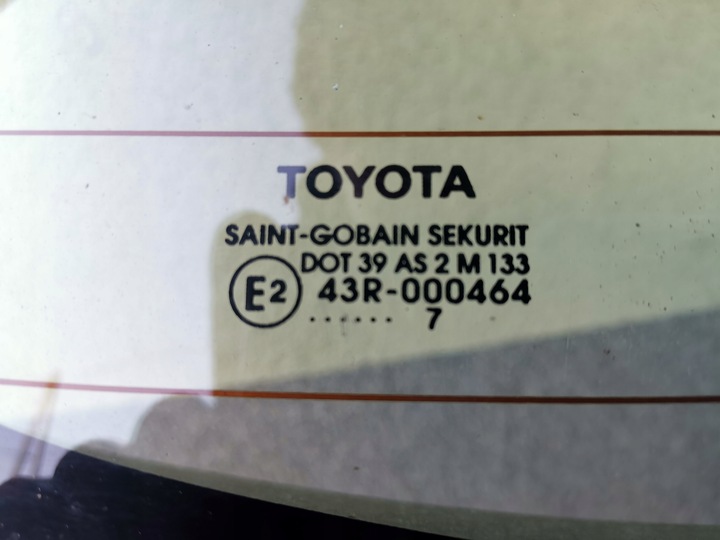 TOYOTA
SAINT-GOBAIN SEKURIT
DOT 39 AS 2 M 133
E2 43R-000464
...... 7